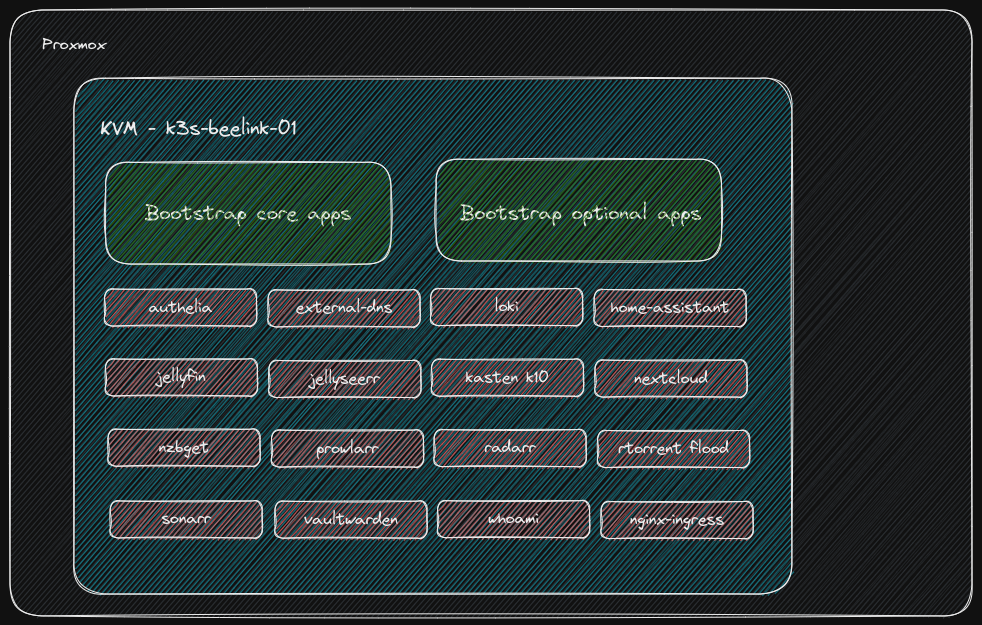 Proxmox
KVM - k3s-beelink-01
Bootstrap core apps
Bootstrap optional apps
authelia
external-dns
loki
home-assistant
jellyfin
jellyseerr
kasten k10
nextcloud
nzbget
prowlarr
radarr
rtorrent flood
sonarr
vaultwarden
whoami
nginx-ingress